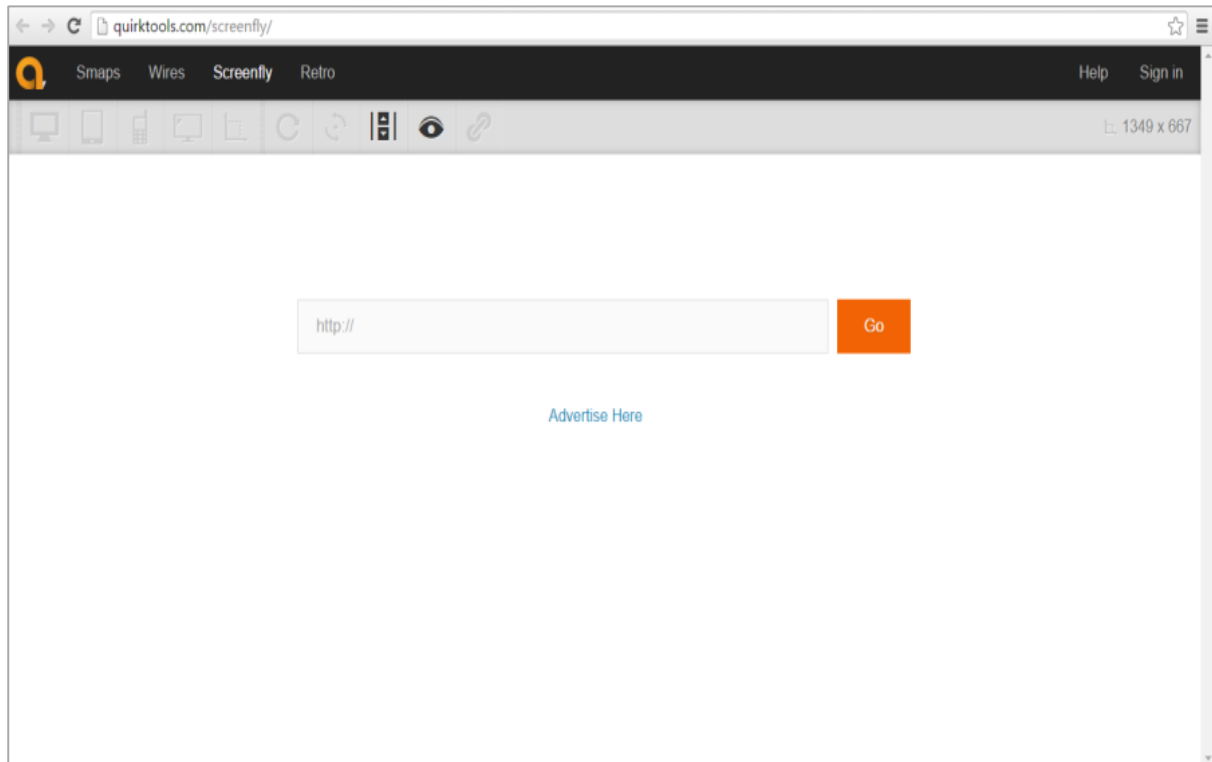 quirktools.com/screenfly/
Smaps Wires Screenfly Retro Help Sign in
1349 x 667
http:// Go
Advertise Here